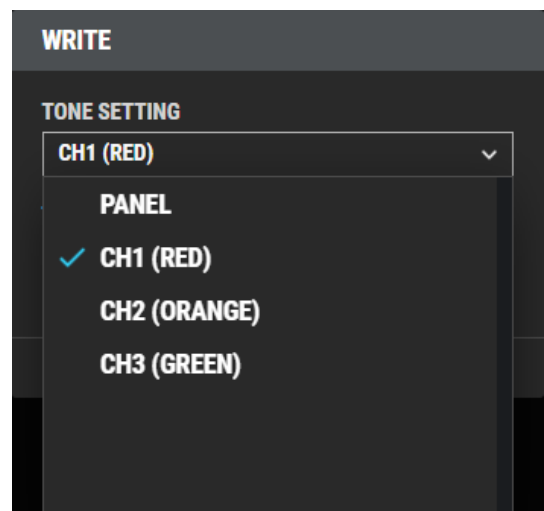 WRITE
TONE SETTING
CH1 (RED)
PANEL
CH1 (RED)
CH2 (ORANGE)
CH3 (GREEN)